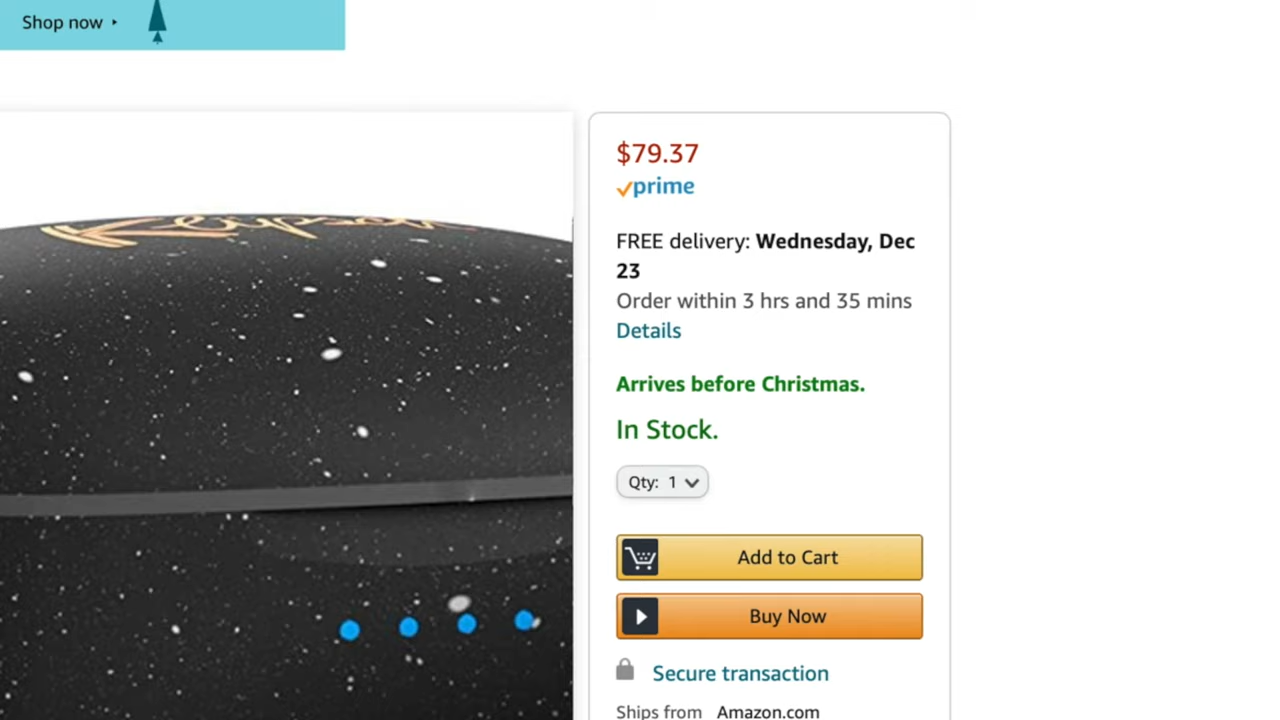 Shop now
$79.37
prime
Klipsch
FREE delivery: Wednesday, Dec
23
Order within 3 hrs and 35 mins
Details
Arrives before Christmas.
In Stock.
Qty: 1
Add to Cart
Buy Now
Secure transaction
Ships from Amazon.com